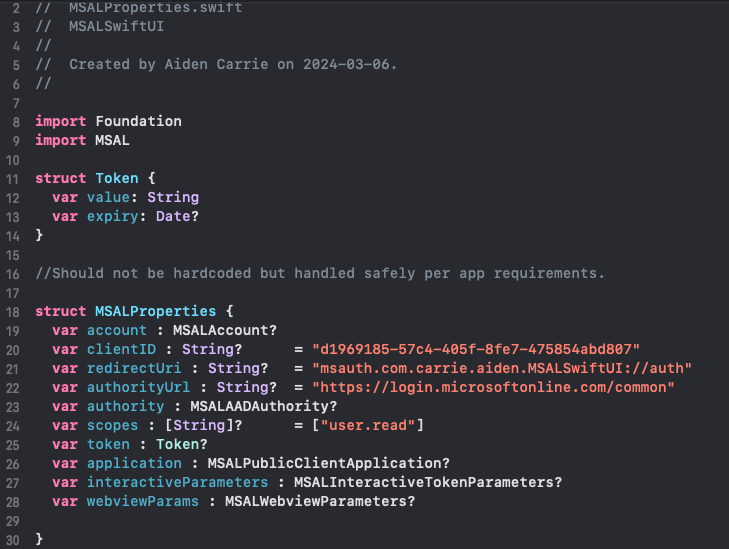 2 //  MSALProperties.swift
3 //  MSALSwiftUI
4 //
5 //  Created by Aiden Carrie on 2024-03-06.
6 //
7
8 import Foundation
9 import MSAL
10
11 struct Token {
12   var value: String
13   var expiry: Date?
14 }
15
16 //Should not be hardcoded but handled safely per app requirements.
17
18 struct MSALProperties {
19   var account : MSALAccount?
20   var clientID : String?      = "d1969185-57c4-405f-8fe7-475854abd807"
21   var redirectUri : String?   = "msauth.com.carrie.aiden.MSALSwiftUI://auth"
22   var authorityUrl : String?  = "https://login.microsoftonline.com/common"
23   var authority : MSALAADAuthority?
24   var scopes : [String]?      = ["user.read"]
25   var token : Token?
26   var application : MSALPublicClientApplication?
27   var interactiveParameters : MSALInteractiveTokenParameters?
28   var webviewParams : MSALWebviewParameters?
29
30 }